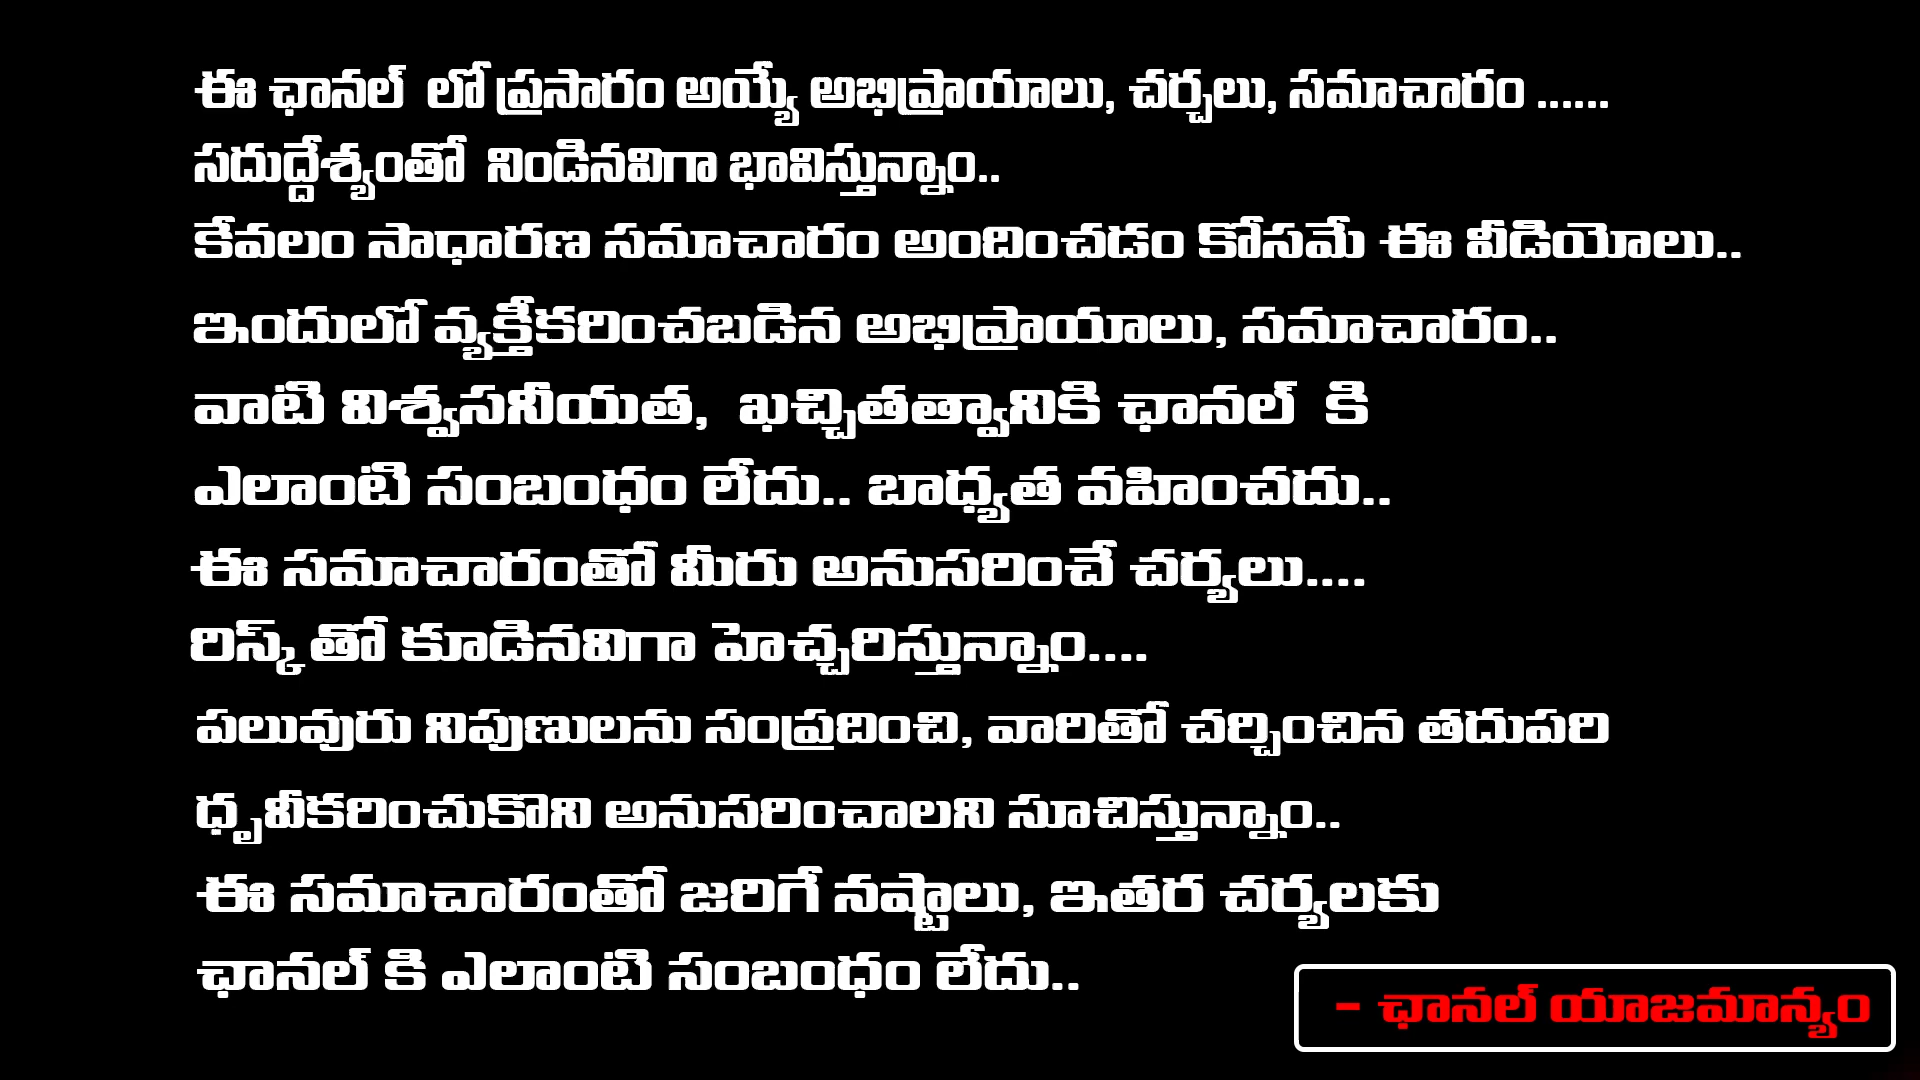 ఈ ఛానల్ లో ప్రసారం అయ్యే అభిప్రాయాలు, చర్చలు, సమాచారం ......
సదుద్దేశ్యంతో నిండినవిగా భావిస్తున్నాం..
కేవలం సాధారణ సమాచారం అందించడం కోసమే ఈ వీడియోలు..
ఇందులో వ్యక్తీకరించబడిన అభిప్రాయాలు, సమాచారం..
వాటి విశ్వసనీయత, ఖచ్చితత్వానికి ఛానల్ కి
ఎలాంటి సంబంధం లేదు.. బాధ్యత వహించదు..
ఈ సమాచారంతో మీరు అనుసరించే చర్యలు....
రిస్క్ తో కూడినవిగా హెచ్చరిస్తున్నాం....
పలువురు నిపుణులను సంప్రదించి, వారితో చర్చించిన తదుపరి
ధృవీకరించుకొని అనుసరించాలని సూచిస్తున్నాం..
ఈ సమాచారంతో జరిగే నష్టాలు, ఇతర చర్యలకు
ఛానల్ కి ఎలాంటి సంబంధం లేదు..
- ఛానల్ యాజమాన్యం